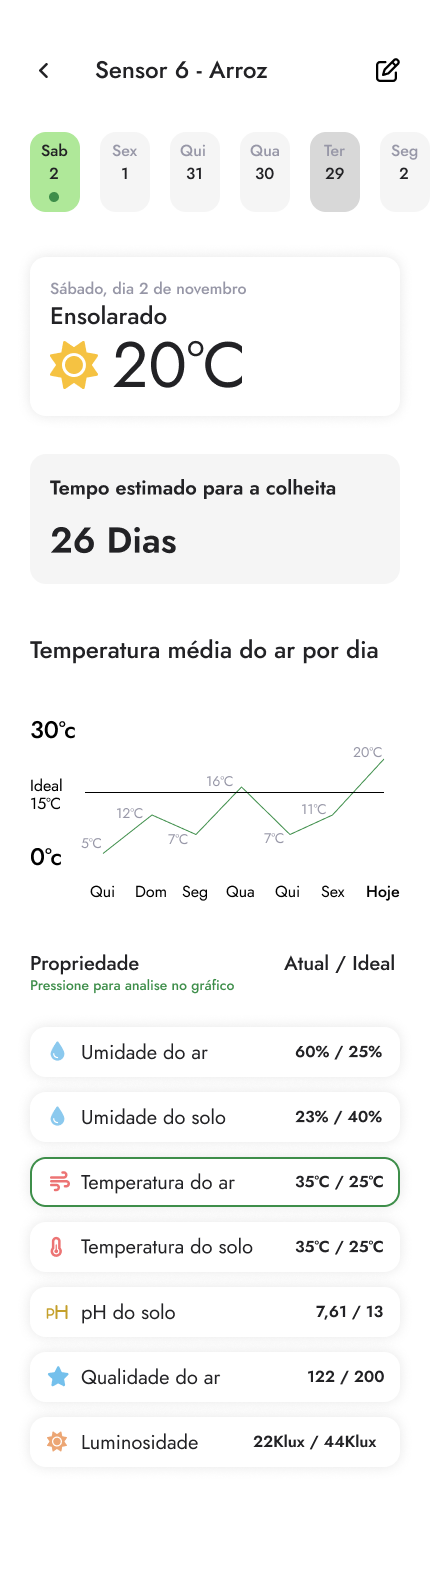 Sensor 6 - Arroz
Sab Sex Qui Qua Ter Seg
2 1 31 30 29 2
Sábado, dia 2 de novembro
Ensolarado
20°C
Tempo estimado para a colheita
26 Dias
Temperatura média do ar por dia
30°c
20°C
16°C
Ideal
15°C
12°C
11°C
7°C
7°C
5°C
0°c
Qui Dom Seg Qua Qui Sex Hoje
Propriedade Atual / Ideal
Pressione para analise no gráfico
Umidade do ar 60% / 25%
Umidade do solo 23% / 40%
Temperatura do ar 35°C / 25°C
Temperatura do solo 35°C / 25°C
pH pH do solo 7,61 / 13
Qualidade do ar 122 / 200
Luminosidade 22Klux / 44Klux